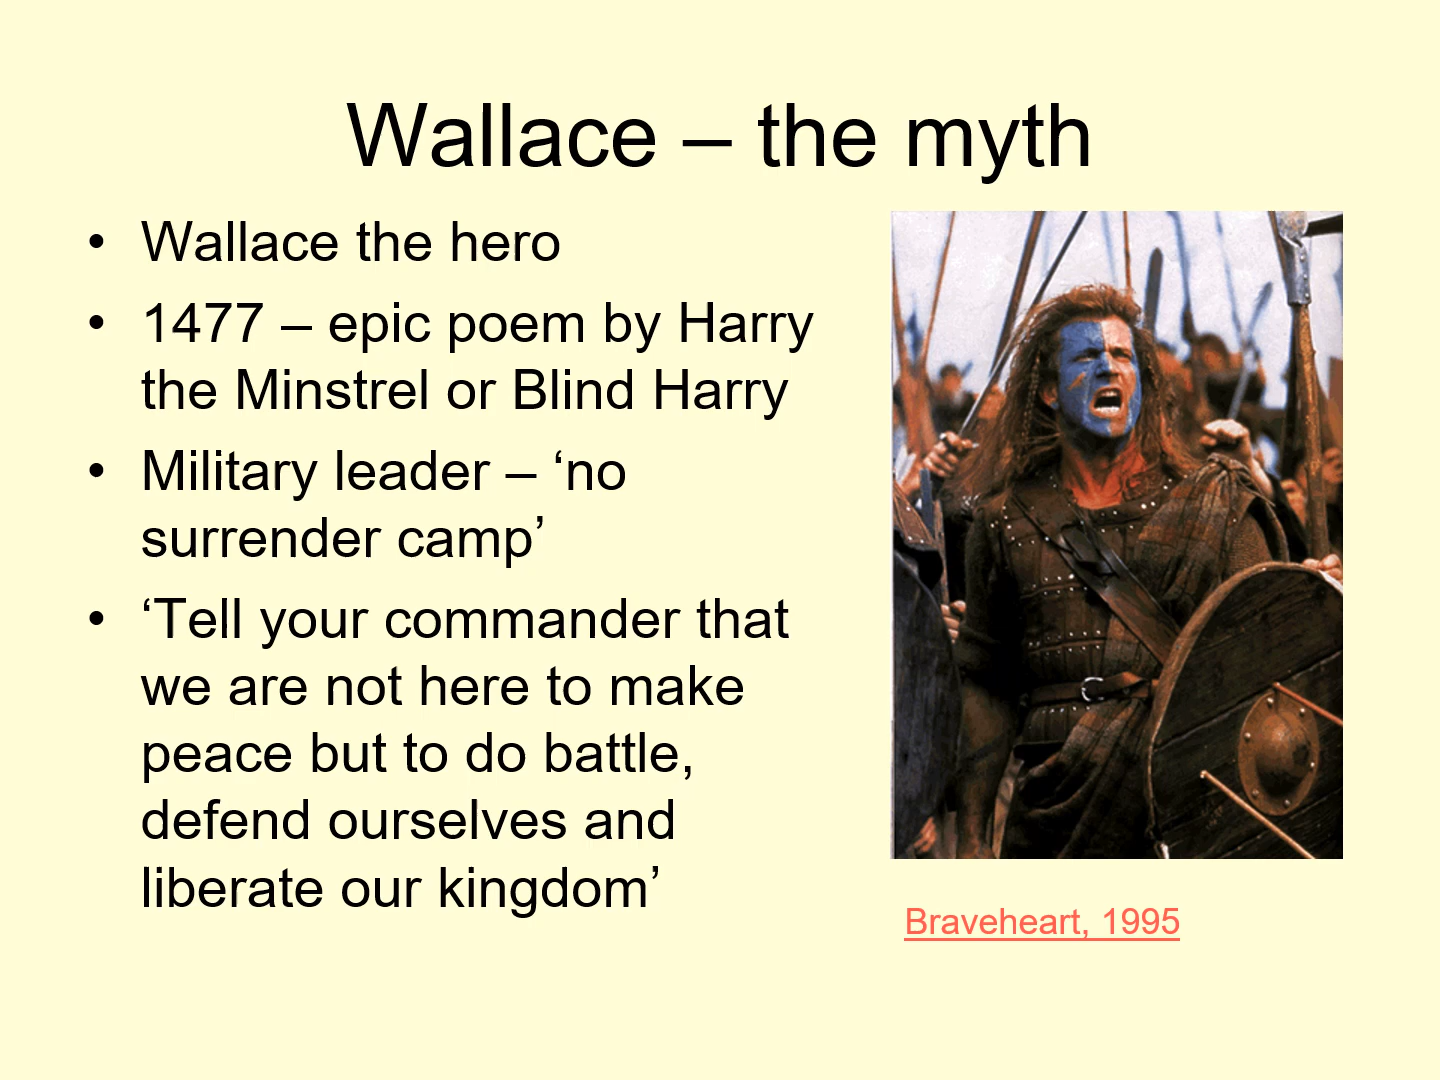 Wallace – the myth
• Wallace the hero
• 1477 – epic poem by Harry
the Minstrel or Blind Harry
• Military leader – ‘no
surrender camp’
• ‘Tell your commander that
we are not here to make
peace but to do battle,
defend ourselves and
liberate our kingdom’
Braveheart, 1995